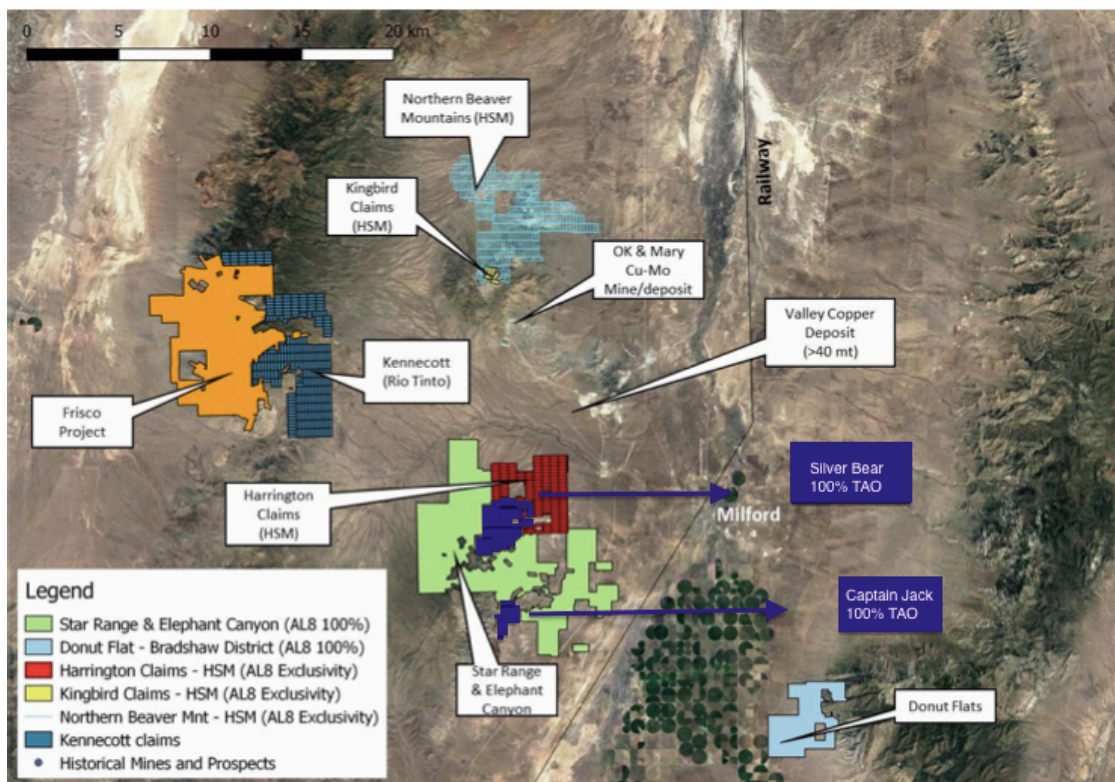 0 5 10 15 20 km
Northern Beaver
Mountains (HSM)
Kingbird
Claims
(HSM)
Railway
OK & Mary
Cu-Mo
Mine/deposit
Valley Copper
Deposit
(>40 mt)
Kennecott
(Rio Tinto)
Frisco
Project
Silver Bear
100% TAO
Harrington
Claims
(HSM)
Milford
Captain Jack
100% TAO
Star Range
& Elephant
Canyon
Donut Flats
Legend
Star Range & Elephant Canyon (AL8 100%)
Donut Flat - Bradshaw District (AL8 100%)
Harrington Claims - HSM (AL8 Exclusivity)
Kingbird Claims - HSM (AL8 Exclusivity)
Northern Beaver Mnt - HSM (AL8 Exclusivity)
Kennecott claims
Historical Mines and Prospects